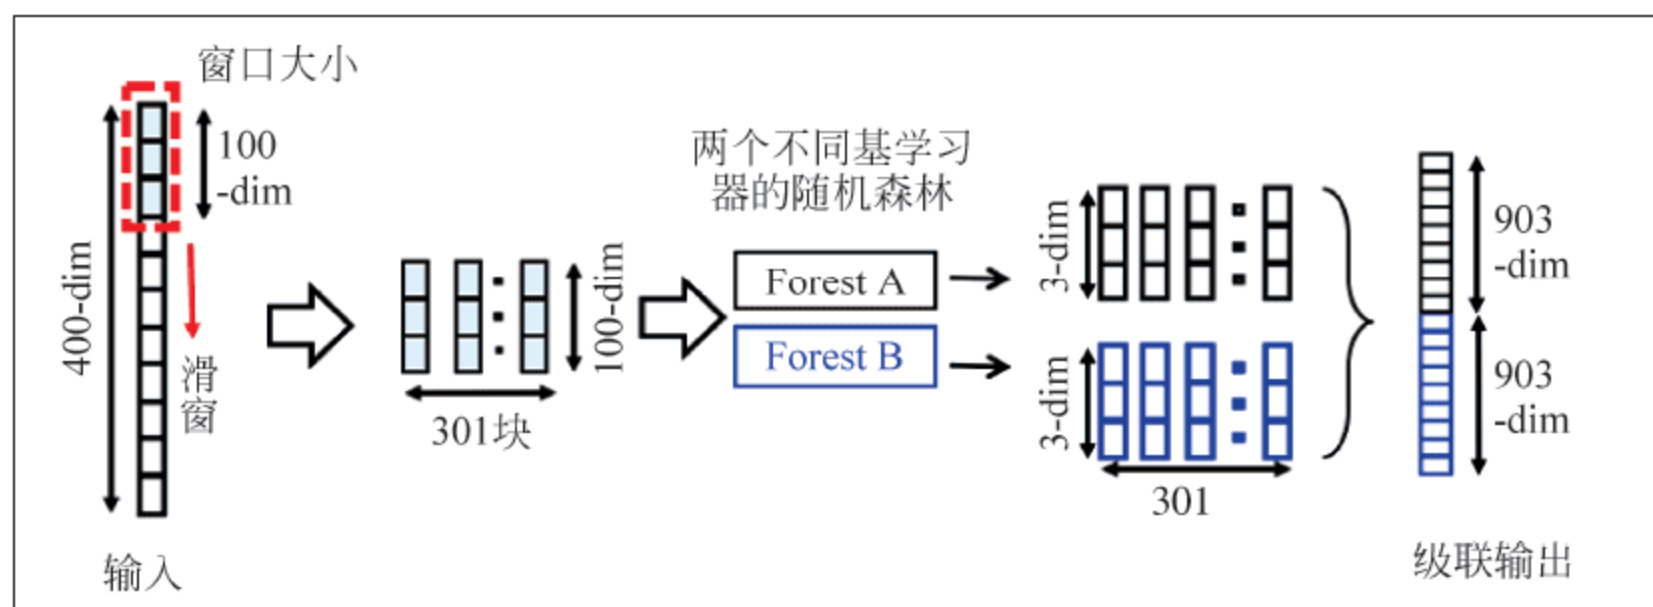 窗口大小
100
-dim
400-dim
滑
窗
输入
301块
100-dim
两个不同基学习
器的随机森林
Forest A
Forest B
3-dim
3-dim
301
903
-dim
903
-dim
级联输出